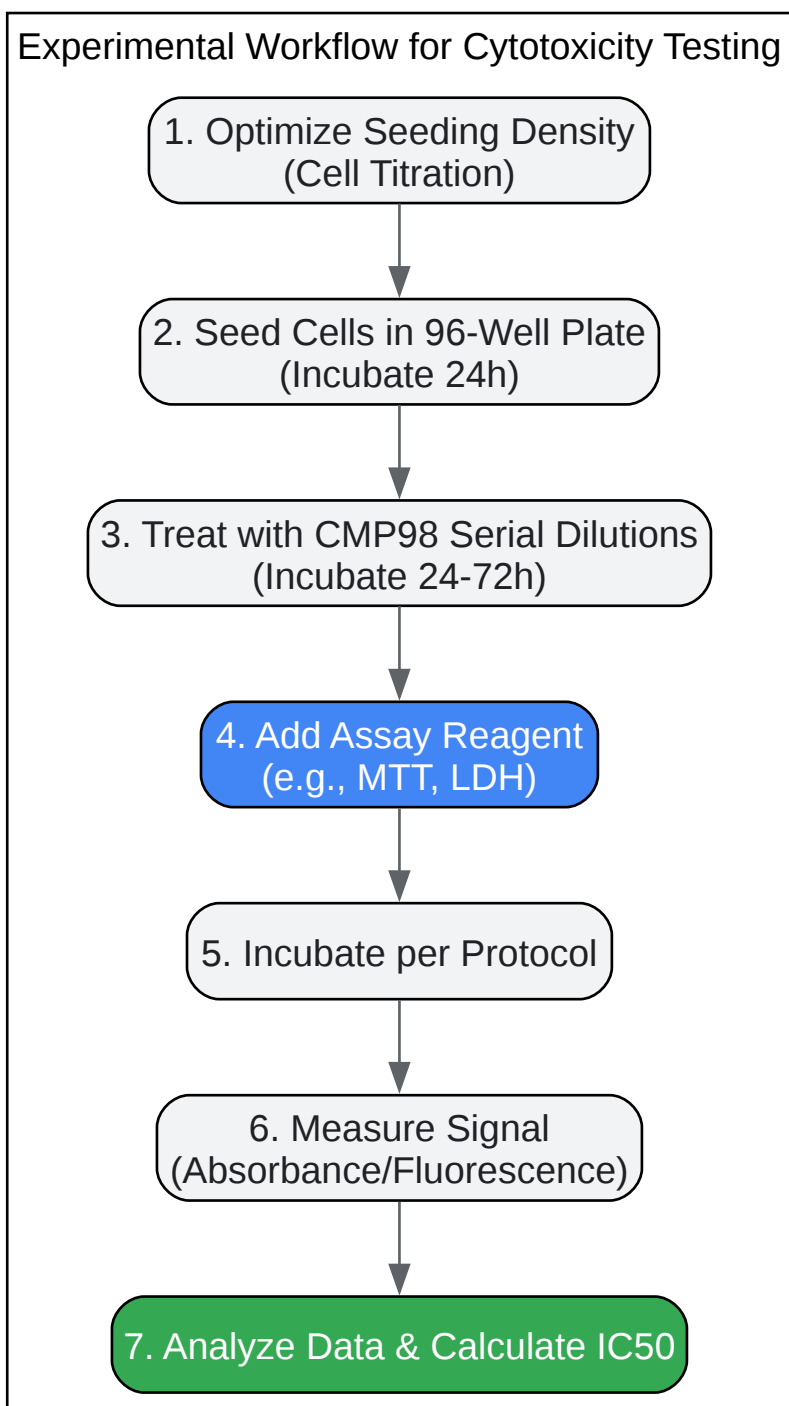 Experimental Workflow for Cytotoxicity Testing
1. Optimize Seeding Density
(Cell Titration)
2. Seed Cells in 96-Well Plate
(Incubate 24h)
3. Treat with CMP98 Serial Dilutions
(Incubate 24-72h)
4. Add Assay Reagent
(e.g., MTT, LDH)
5. Incubate per Protocol
6. Measure Signal
(Absorbance/Fluorescence)
7. Analyze Data & Calculate IC50